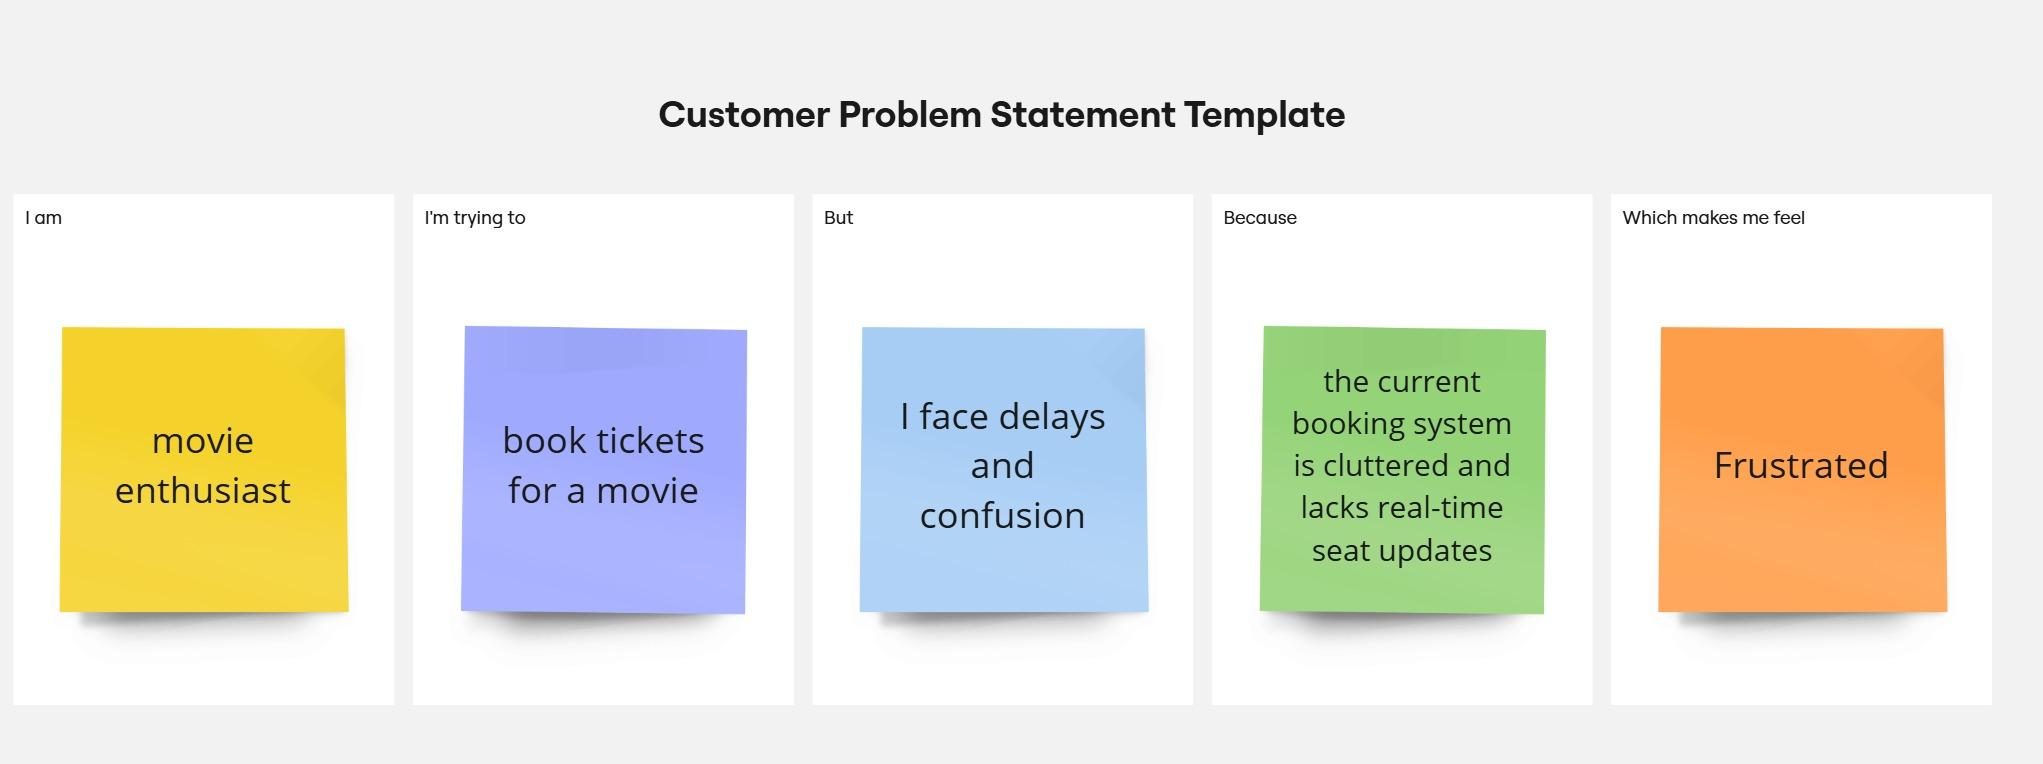 Customer Problem Statement Template
I am
movie
enthusiast
I'm trying to
book tickets
for a movie
But
I face delays
and
confusion
Because
the current
booking system
is cluttered and
lacks real-time
seat updates
Which makes me feel
Frustrated